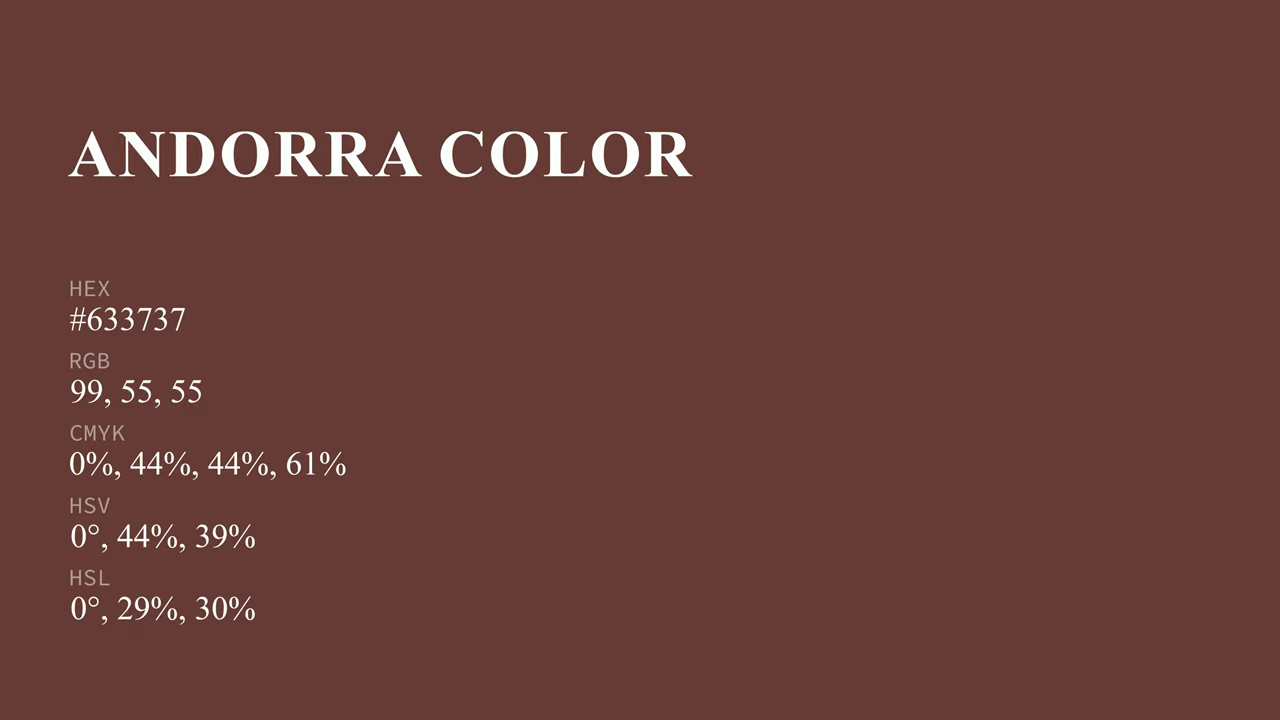 ANDORRA COLOR
HEX
#633737
RGB
99, 55, 55
CMYK
0%, 44%, 44%, 61%
HSV
0°, 44%, 39%
HSL
0°, 29%, 30%